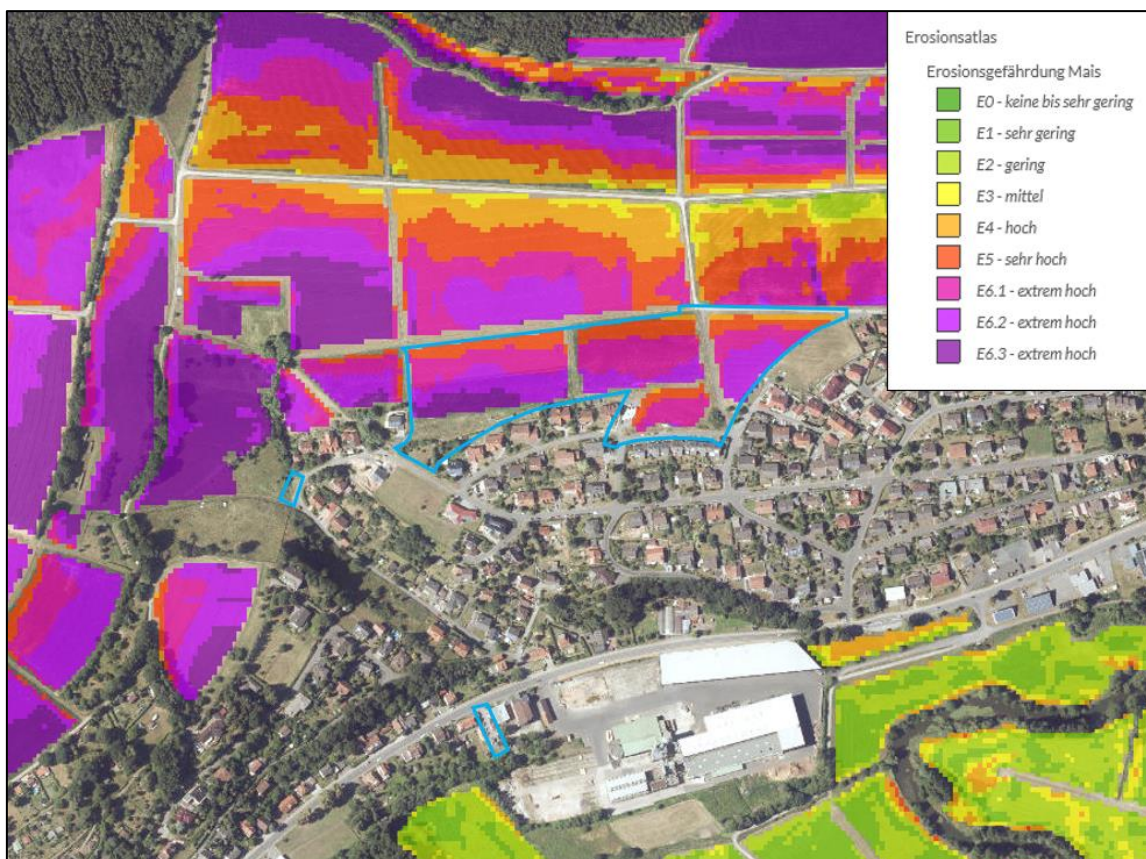 Erosionsatlas
Erosionsgefährdung Mais
E0 - keine bis sehr gering
E1 - sehr gering
E2 - gering
E3 - mittel
E4 - hoch
E5 - sehr hoch
E6.1 - extrem hoch
E6.2 - extrem hoch
E6.3 - extrem hoch